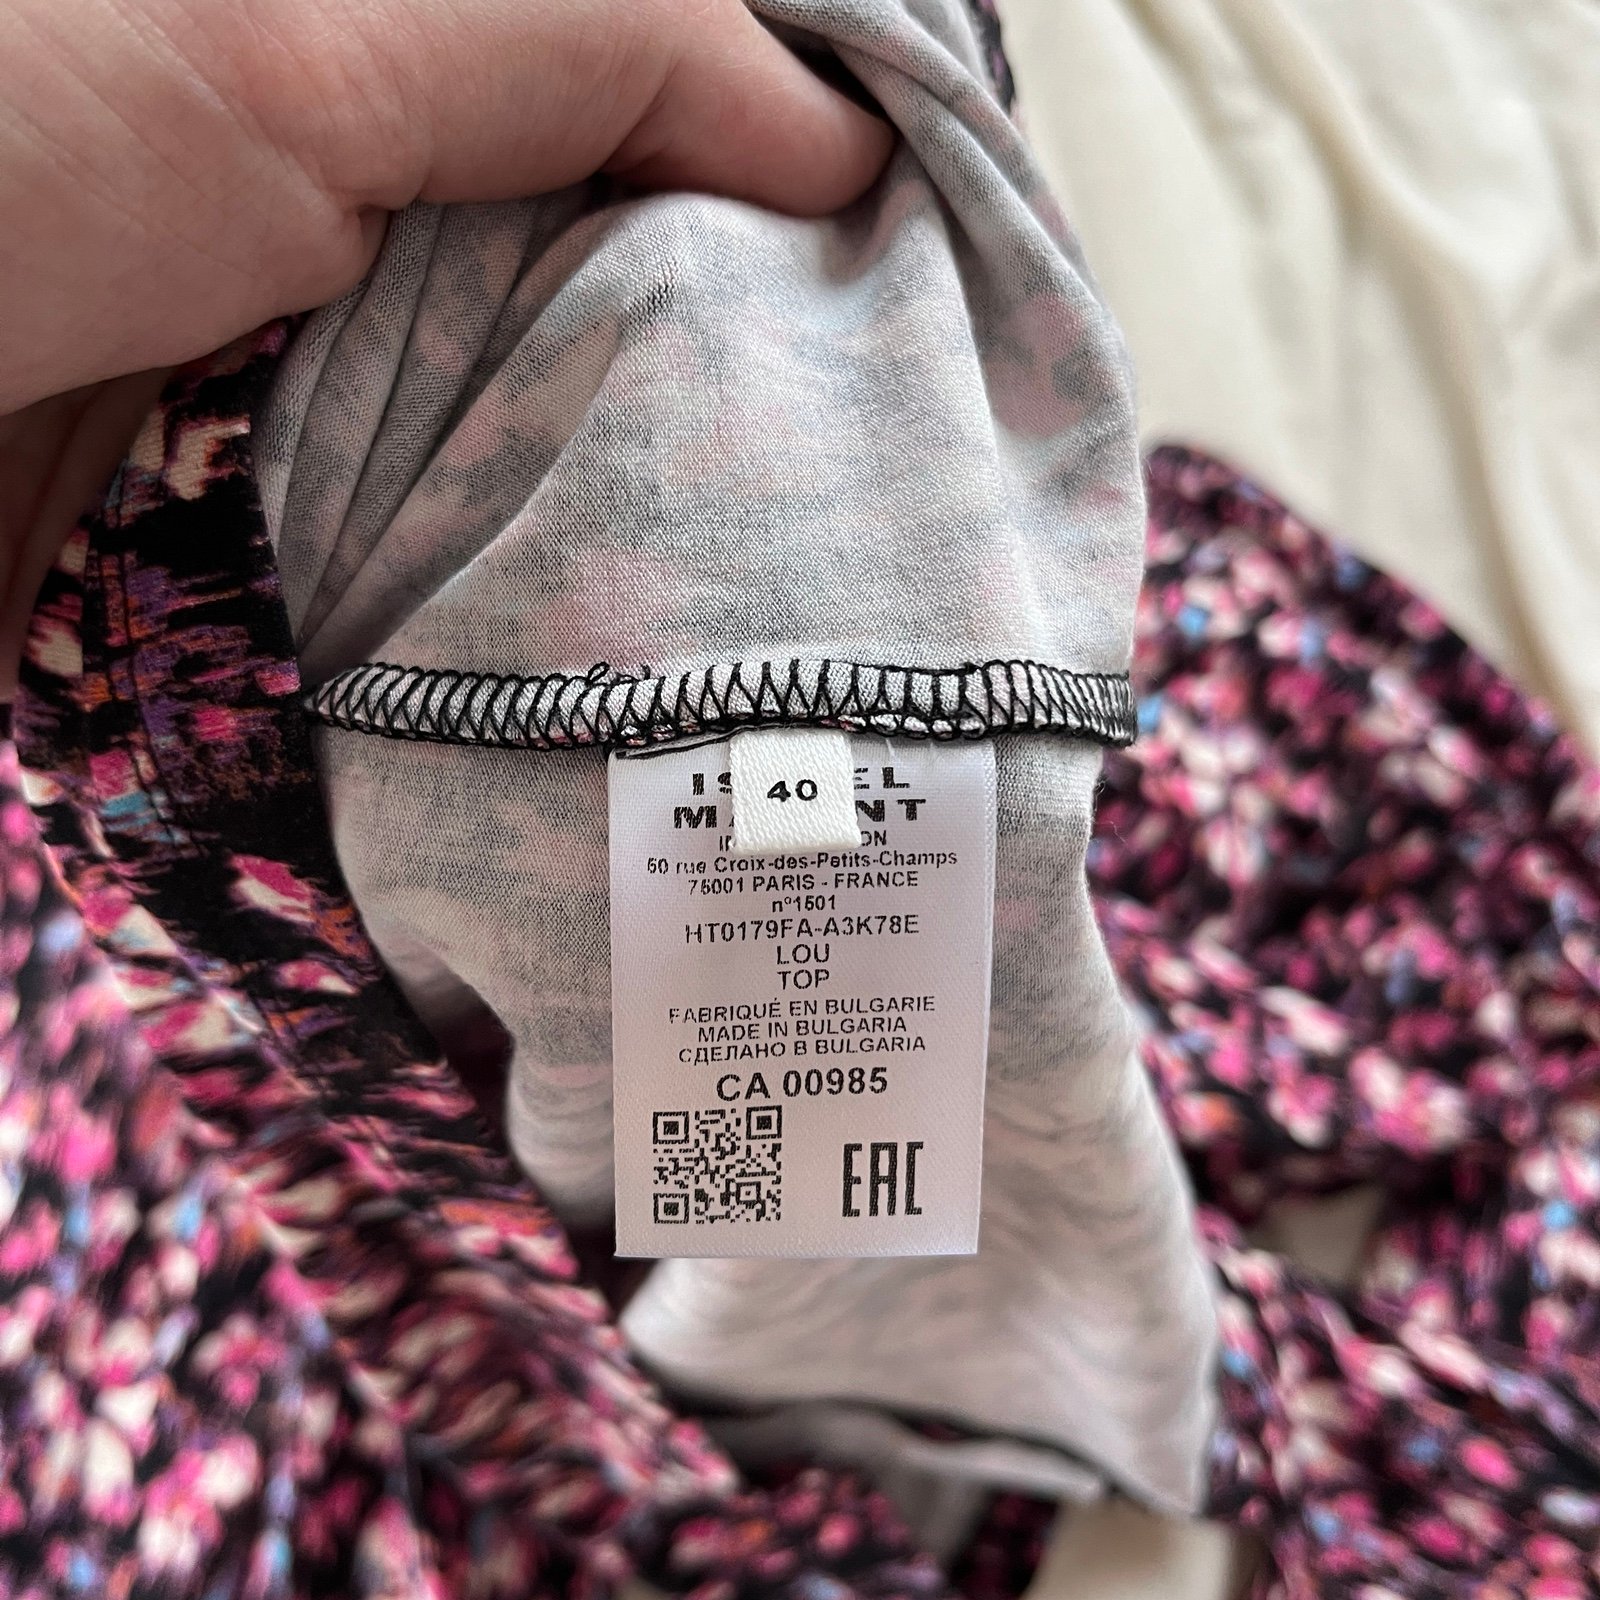 40
50 rue Croix-des-Petits-Champs
75001 PARIS - FRANCE
n°1501
HT0179FA-A3K78E
LOU
TOP
FABRIQUÉ EN BULGARIE
MADE IN BULGARIA
СДЕЛАНО В BULGARIA
CA 00985
EAC